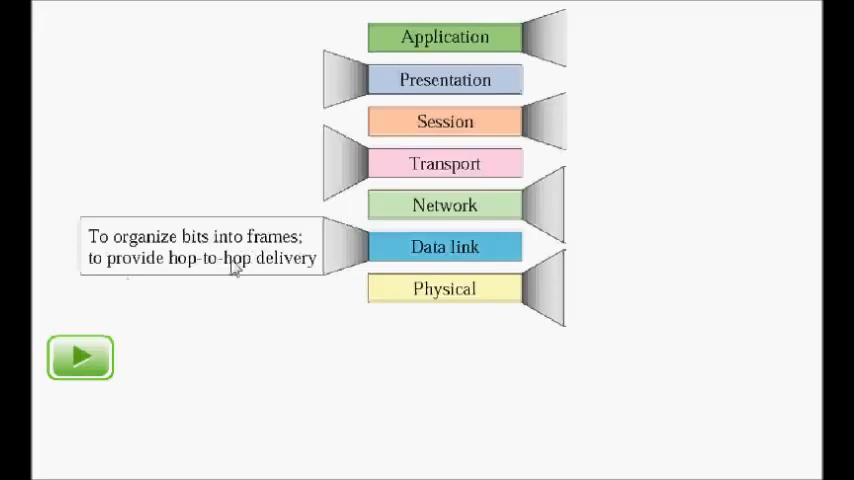 Application
Presentation
Session
Transport
Network
To organize bits into frames;
to provide hop-to-hop delivery
Data link
Physical